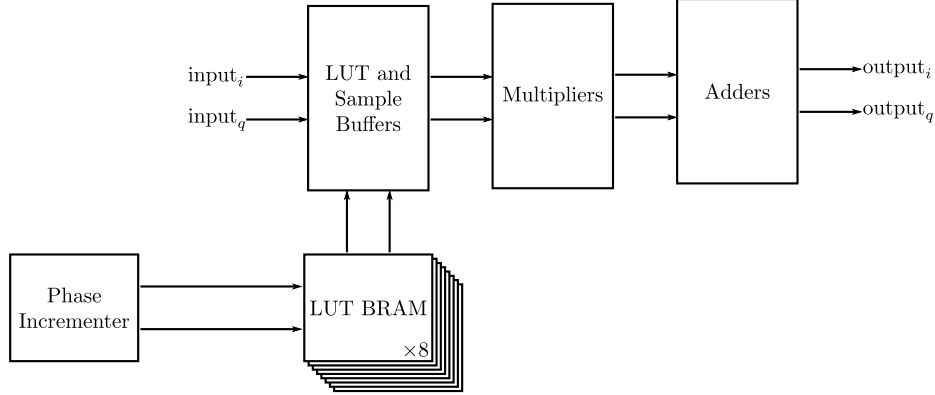 input_i
input_q
LUT and
Sample
Buffers
Multipliers
Adders
output_i
output_q
Phase
Incrementer
LUT BRAM
×8